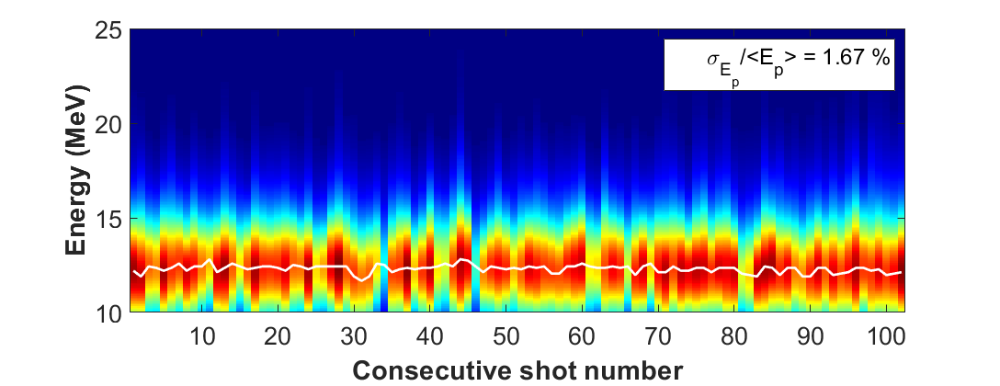 25
20
15
10
Energy (MeV)
σEp/<Ep> = 1.67 %
10 20 30 40 50 60 70 80 90 100
Consecutive shot number